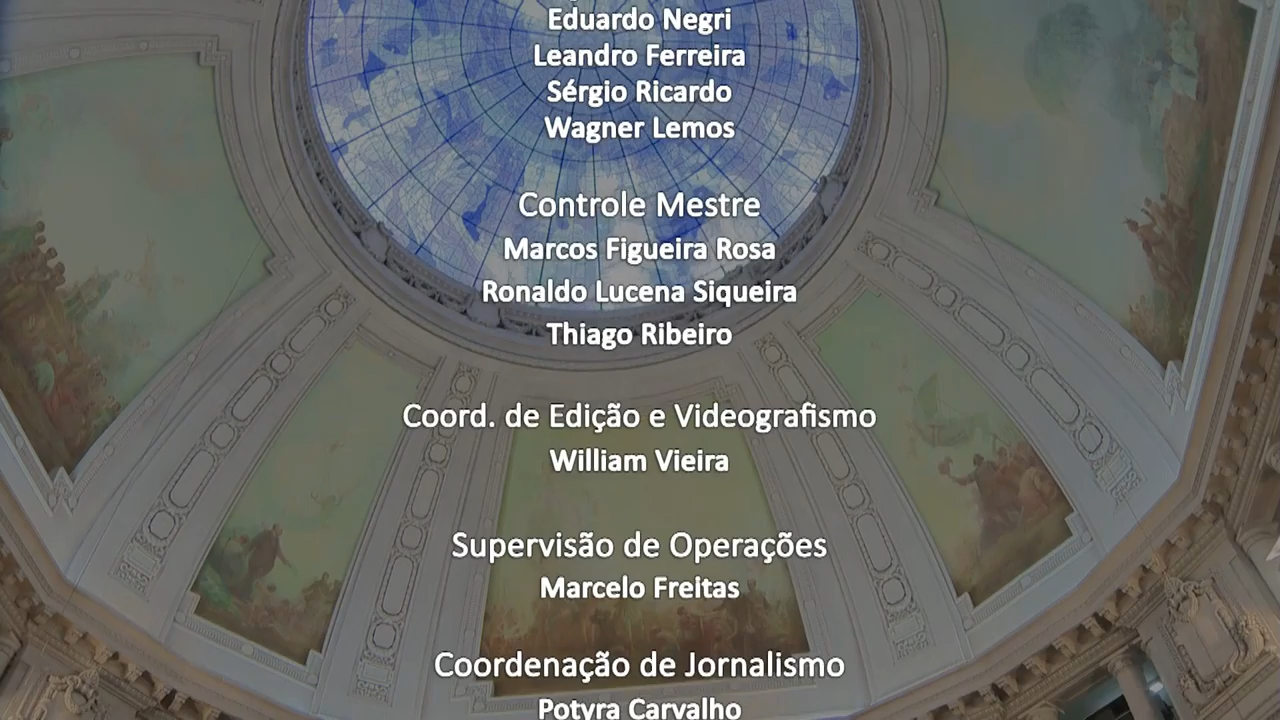 Eduardo Negri
Leandro Ferreira
Sérgio Ricardo
Wagner Lemos
Controle Mestre
Marcos Figueira Rosa
Ronaldo Lucena Siqueira
Thiago Ribeiro
Coord. de Edição e Videografismo
William Vieira
Supervisão de Operações
Marcelo Freitas
Coordenação de Jornalismo
Potyra Carvalho